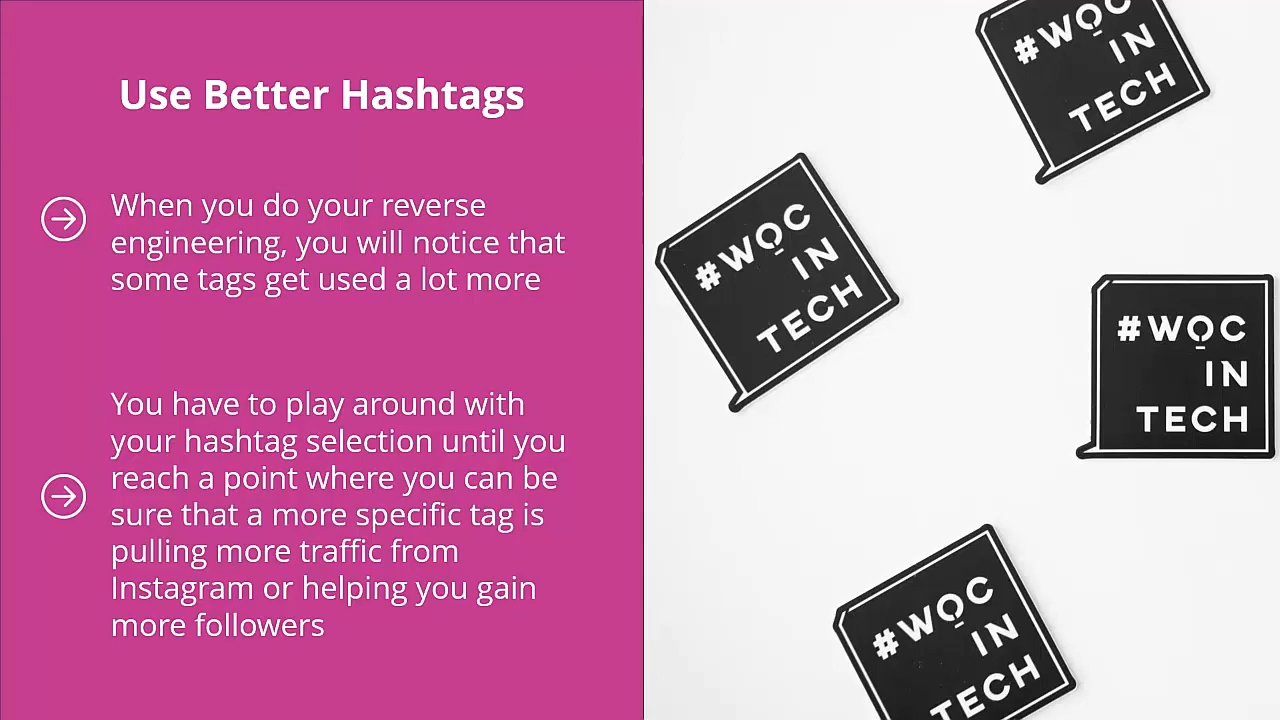 Use Better Hashtags
When you do your reverse
engineering, you will notice that
some tags get used a lot more
You have to play around with
your hashtag selection until you
reach a point where you can be
sure that a more specific tag is
pulling more traffic from
Instagram or helping you gain
more followers
#WOC
IN
TECH
#WOC
IN
TECH
#WOC
IN
TECH
#WOC
IN
TECH